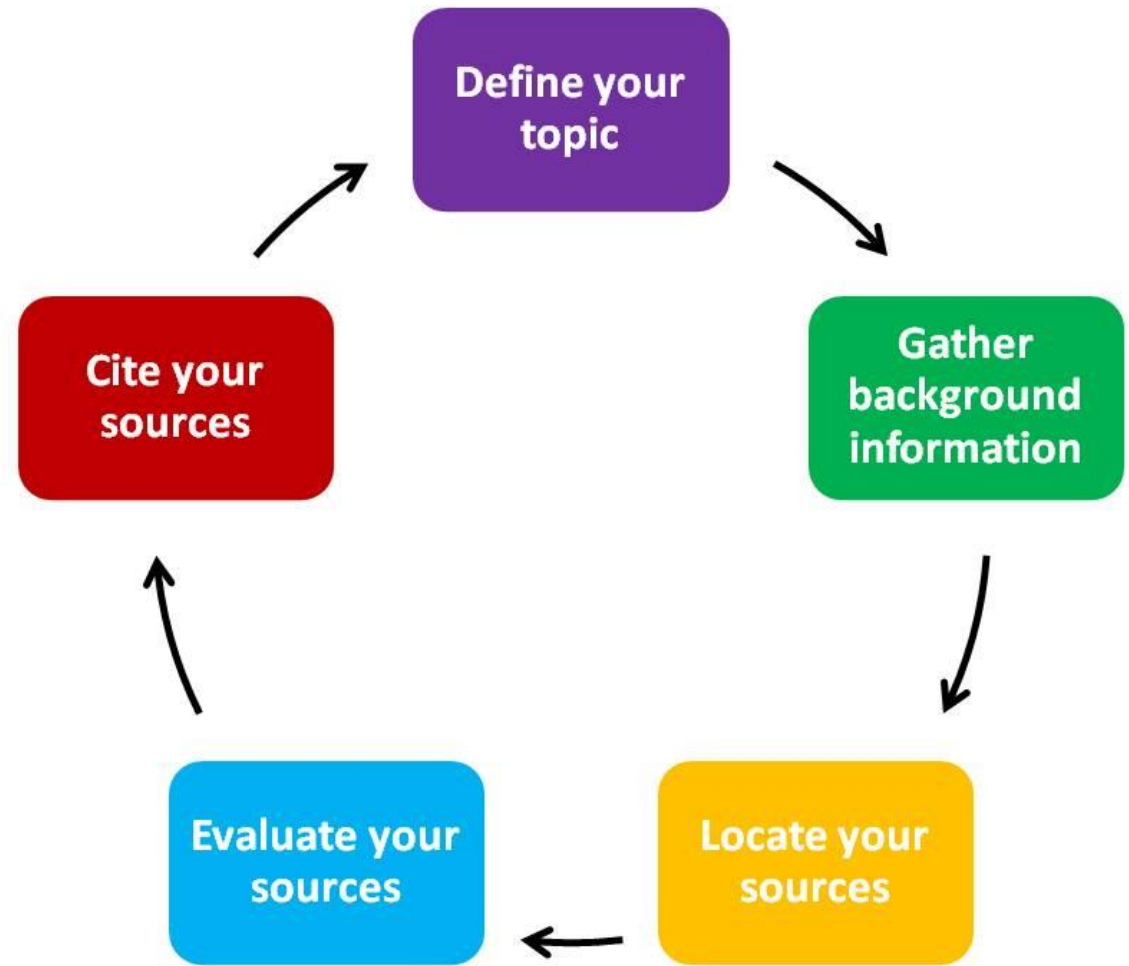 Define your
topic
Gather
background
information
Locate your
sources
Evaluate your
sources
Cite your
sources